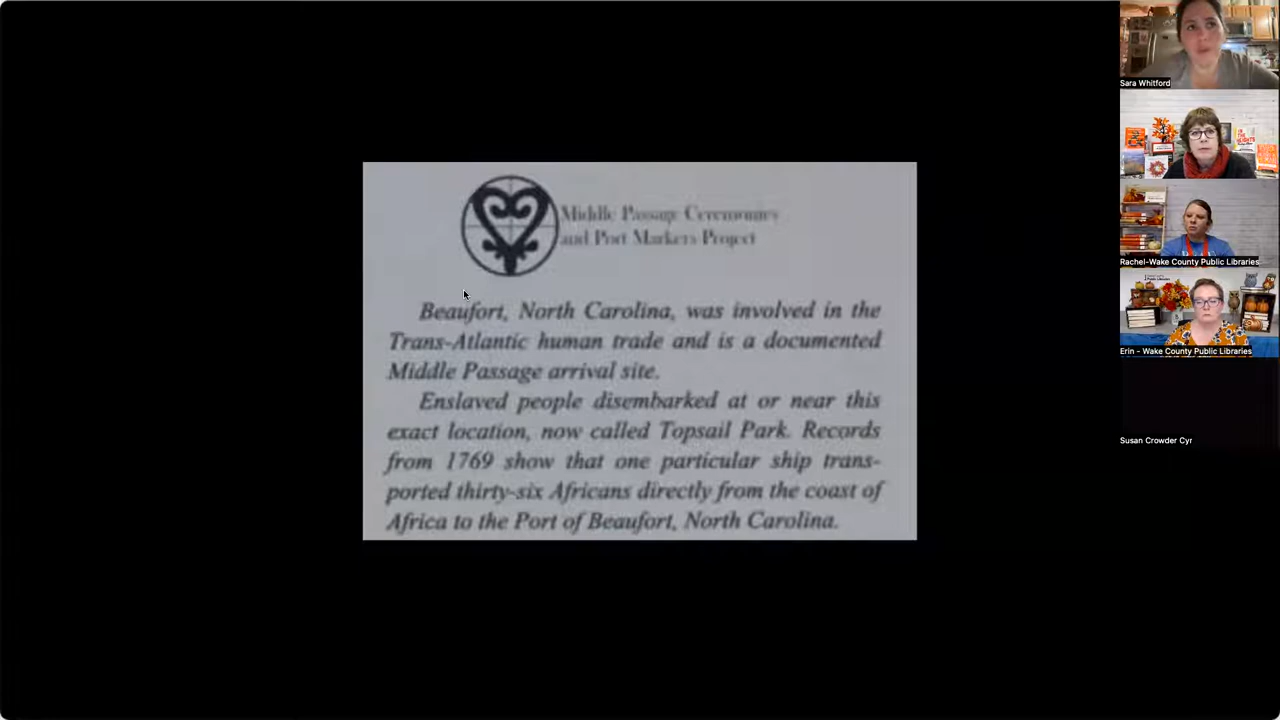 Middle Passage Ceremonies
and Port Markers Project
Beaufort, North Carolina, was involved in the
Trans-Atlantic human trade and is a documented
Middle Passage arrival site.
Enslaved people disembarked at or near this
exact location, now called Topsail Park. Records
from 1769 show that one particular ship trans-
ported thirty-six Africans directly from the coast of
Africa to the Port of Beaufort, North Carolina.
Sara Whitford
Rachel-Wake County Public Libraries
Erin - Wake County Public Libraries
Susan Crowder Cyr